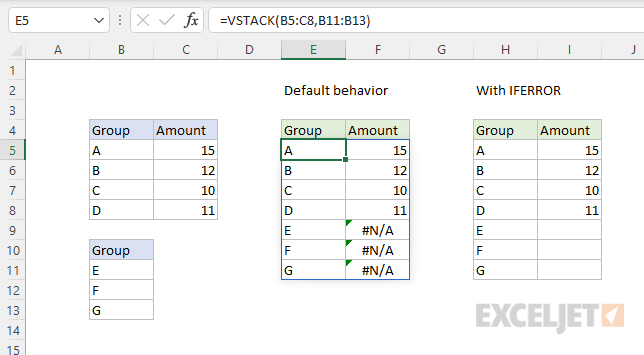 E5 fx =VSTACK(B5:C8,B11:B13)
A B C D E F G H I J
1
2 Default behavior With IFERROR
3
4 Group Amount Group Amount Group Amount
5 A 15 A 15 A 15
6 B 12 B 12 B 12
7 C 10 C 10 C 10
8 D 11 D 11 D 11
9 E #N/A E
10 Group F #N/A F
11 E G #N/A G
12 F
13 G EXCELJET
14
15